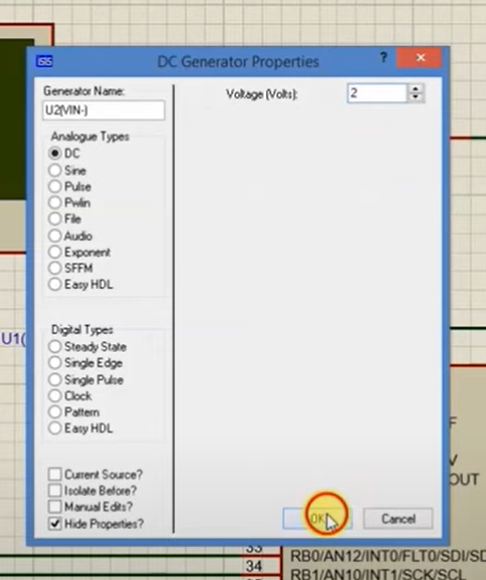 ISIS
DC Generator Properties
?
Generator Name:
U2(VIN-)
Voltage (Volts):
2
Analogue Types
DC
Sine
Pulse
Pwlin
File
Audio
Exponent
SFFM
Easy HDL
U1(
Digital Types
Steady State
Single Edge
Single Pulse
Clock
Pattern
Easy HDL
F
V
OUT
Current Source?
Isolate Before?
Manual Edits?
Hide Properties?
OK
Cancel
33
RB0/AN12/INT0/FLT0/SDI/SD
34
RB1/AN10/INT1/SCK/SCL